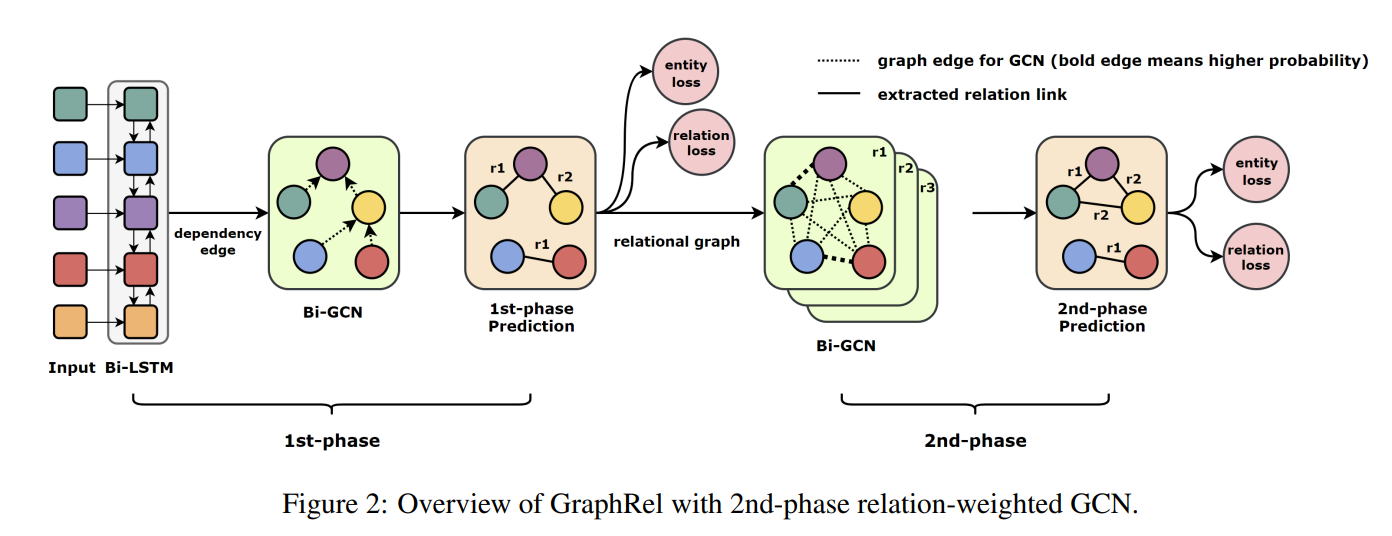 graph edge for GCN (bold edge means higher probability)
extracted relation link
entity
loss
relation
loss
r1
r2
r1
r1
r2
r3
r1
r2
r2
r1
entity
loss
relation
loss
dependency
edge
relational graph
Bi-GCN
1st-phase
Prediction
Bi-GCN
2nd-phase
Prediction
Input
Bi-LSTM
1st-phase
2nd-phase
Figure 2: Overview of GraphRel with 2nd-phase relation-weighted GCN.